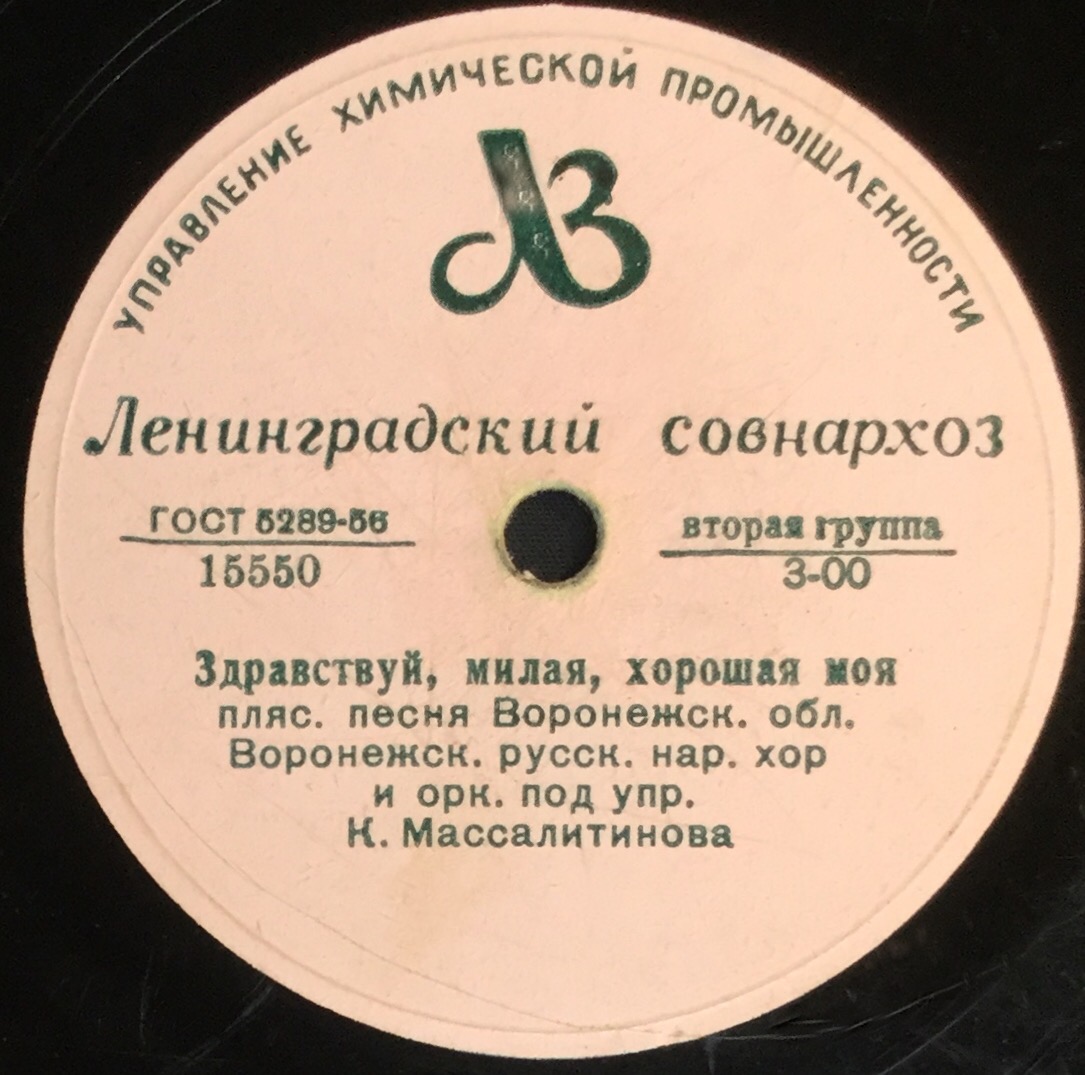 УПРАВЛЕНИЕ ХИМИЧЕСКОЙ ПРОМЫШЛЕННОСТИ
ЛЗ
Ленинградский совнархоз
ГОСТ 5289-56
15550
вторая группа
3-00
Здравствуй, милая, хорошая моя
пляс. песня Воронежск. обл.
Воронежск. русск. нар. хор
и орк. под упр.
К. Массалитинова